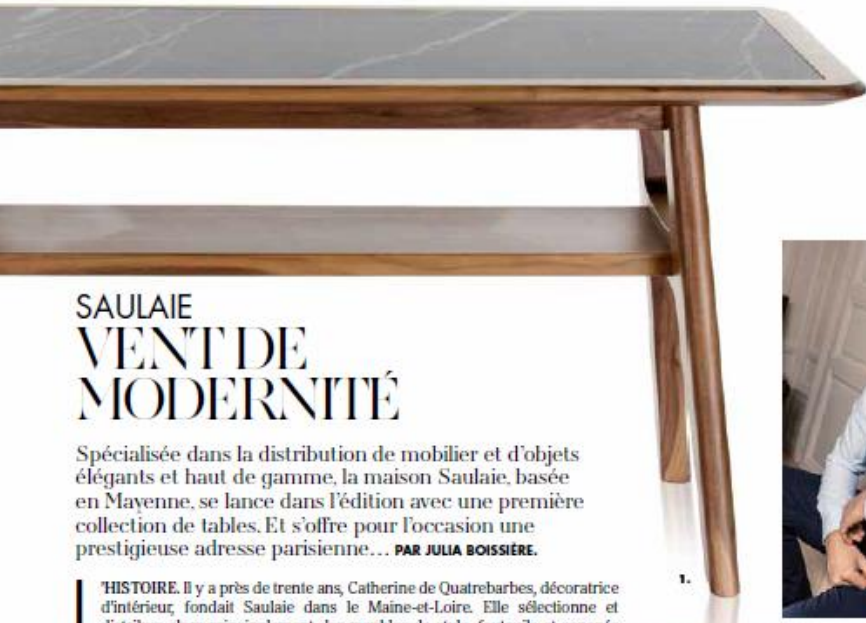 SAULAIE
VENT DE
MODERNITÉ
Spécialisée dans la distribution de mobilier et d'objets
élégants et haut de gamme, la maison Saulaie, basée
en Mayenne, se lance dans l'édition avec une première
collection de tables. Et s'offre pour l'occasion une
prestigieuse adresse parisienne... PAR JULIA BOISSIÈRE.
1.
L'HISTOIRE. Il y a près de trente ans, Catherine de Quatrebarbes, décoratrice
d'intérieur, fondait Saulaie dans le Maine-et-Loire. Elle sélectionne et